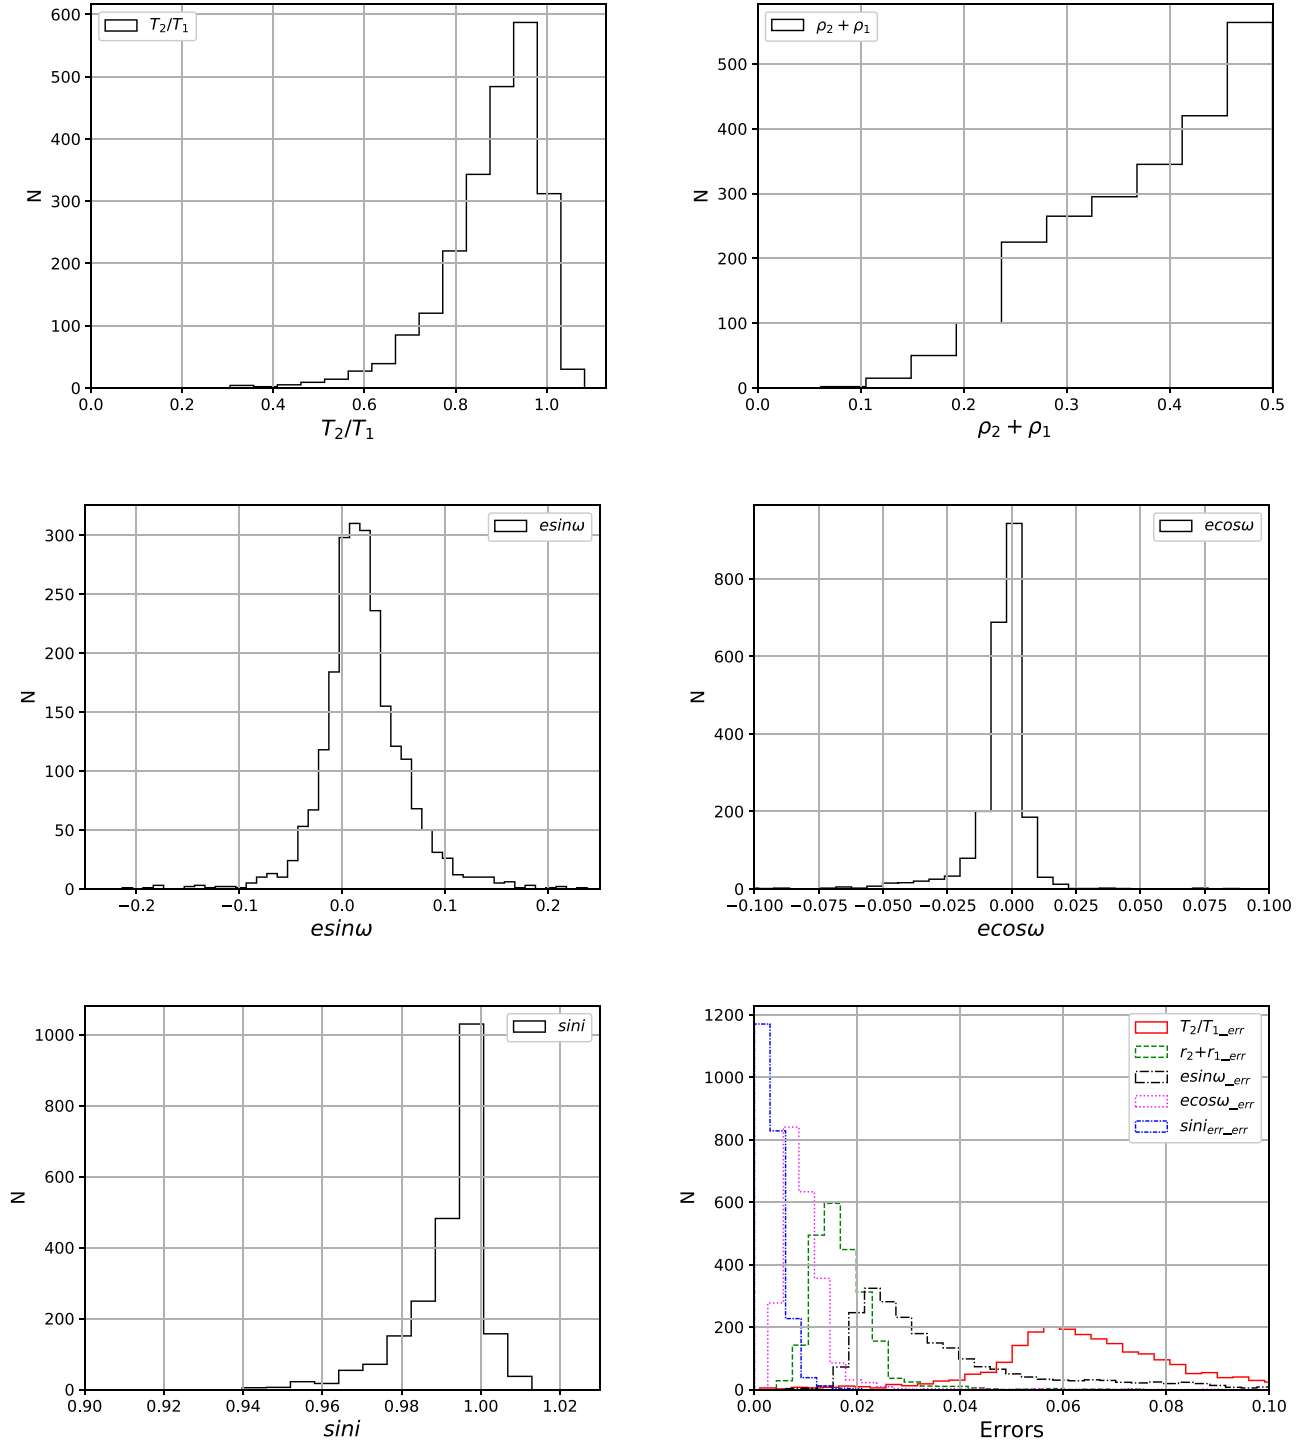 T₂/T₁
N
600
500
400
300
200
100
0
0.0 0.2 0.4 0.6 0.8 1.0
T₂/T₁
ρ₂ + ρ₁
N
500
400
300
200
100
0
0.0 0.1 0.2 0.3 0.4 0.5
ρ₂ + ρ₁
esinω
N
300
250
200
150
100
50
0
−0.2 −0.1 0.0 0.1 0.2
esinω
ecosω
N
800
600
400
200
0
−0.100 −0.075 −0.050 −0.025 0.000 0.025 0.050 0.075 0.100
ecosω
sini
N
1000
800
600
400
200
0
0.90 0.92 0.94 0.96 0.98 1.00 1.02
sini
T₂/T₁_err
r₂+r₁_err
esinω_err
ecosω_err
sini_err_err
N
1200
1000
800
600
400
200
0
0.00 0.02 0.04 0.06 0.08 0.10
Errors